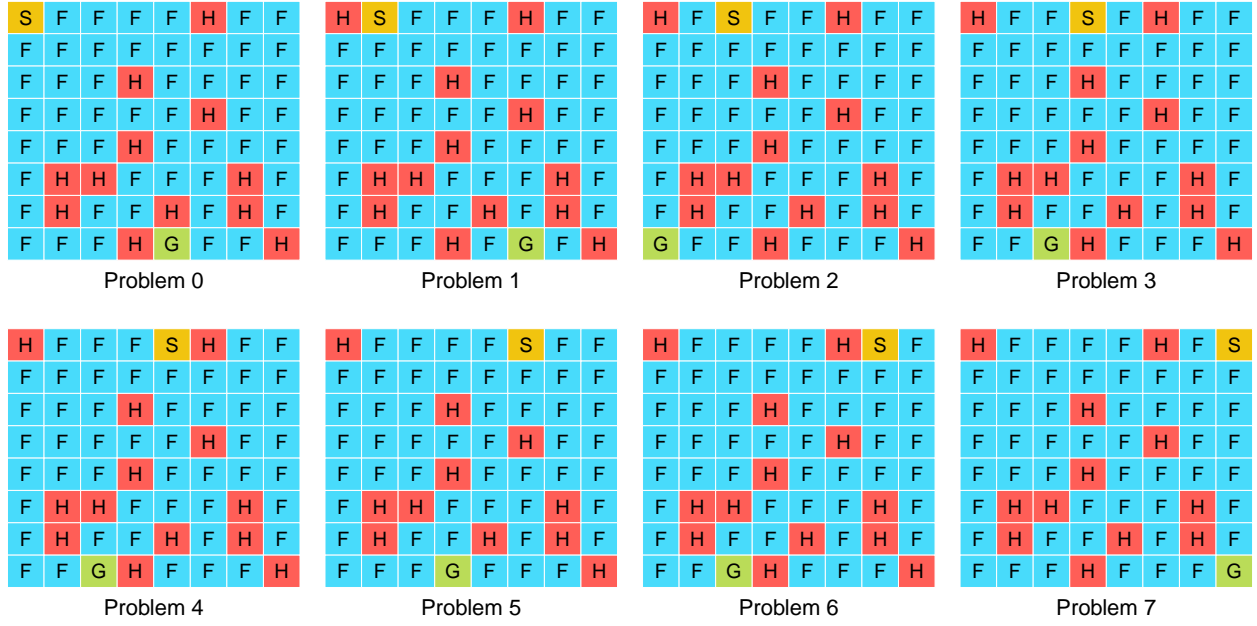 S F F F F H F F
F F F F F F F F
F F F H F F F F
F F F F F H F F
F F F H F F F F
F H H F F F H F
F H F F H F H F
F F F H G F F H
Problem 0
H S F F F H F F
F F F F F F F F
F F F H F F F F
F F F F F H F F
F F F H F F F F
F H H F F F H F
F H F F H F H F
F F F H F G F H
Problem 1
H F S F F H F F
F F F F F F F F
F F F H F F F F
F F F F F H F F
F F F H F F F F
F H H F F F H F
F H F F H F H F
G F F H F F F H
Problem 2
H F F S F H F F
F F F F F F F F
F F F H F F F F
F F F F F H F F
F F F H F F F F
F H H F F F H F
F H F F H F H F
F F G H F F F H
Problem 3
H F F F S H F F
F F F F F F F F
F F F H F F F F
F F F F F H F F
F F F H F F F F
F H H F F F H F
F H F F H F H F
F F G H F F F H
Problem 4
H F F F F S F F
F F F F F F F F
F F F H F F F F
F F F F F H F F
F F F H F F F F
F H H F F F H F
F H F F H F H F
F F F G F F F H
Problem 5
H F F F F H S F
F F F F F F F F
F F F H F F F F
F F F F F H F F
F F F H F F F F
F H H F F F H F
F H F F H F H F
F F G H F F F H
Problem 6
H F F F F H F S
F F F F F F F F
F F F H F F F F
F F F F F H F F
F F F H F F F F
F H H F F F H F
F H F F H F H F
F F F H F F F G
Problem 7